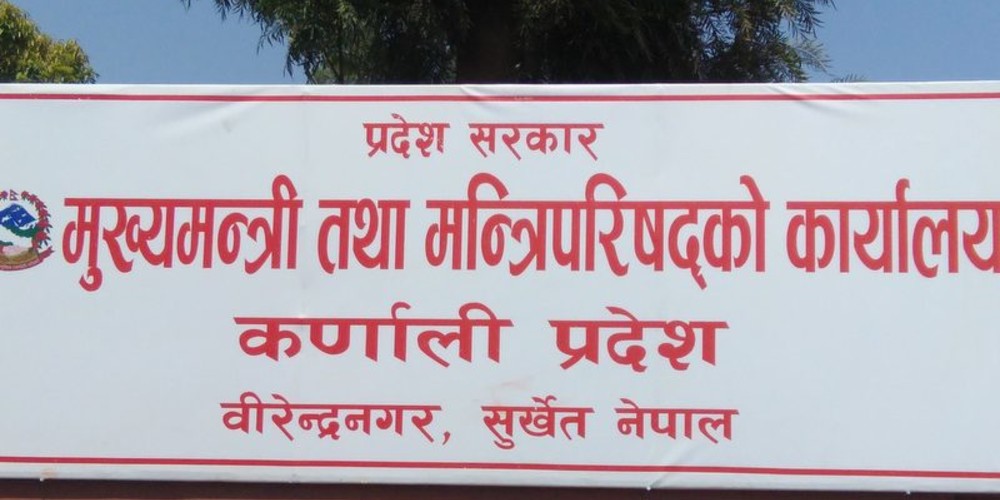 प्रदेश सरकार
मुख्यमन्त्री तथा मन्त्रिपरिषद्को कार्यालय
कर्णाली प्रदेश
वीरेन्द्रनगर, सुर्खेत नेपाल